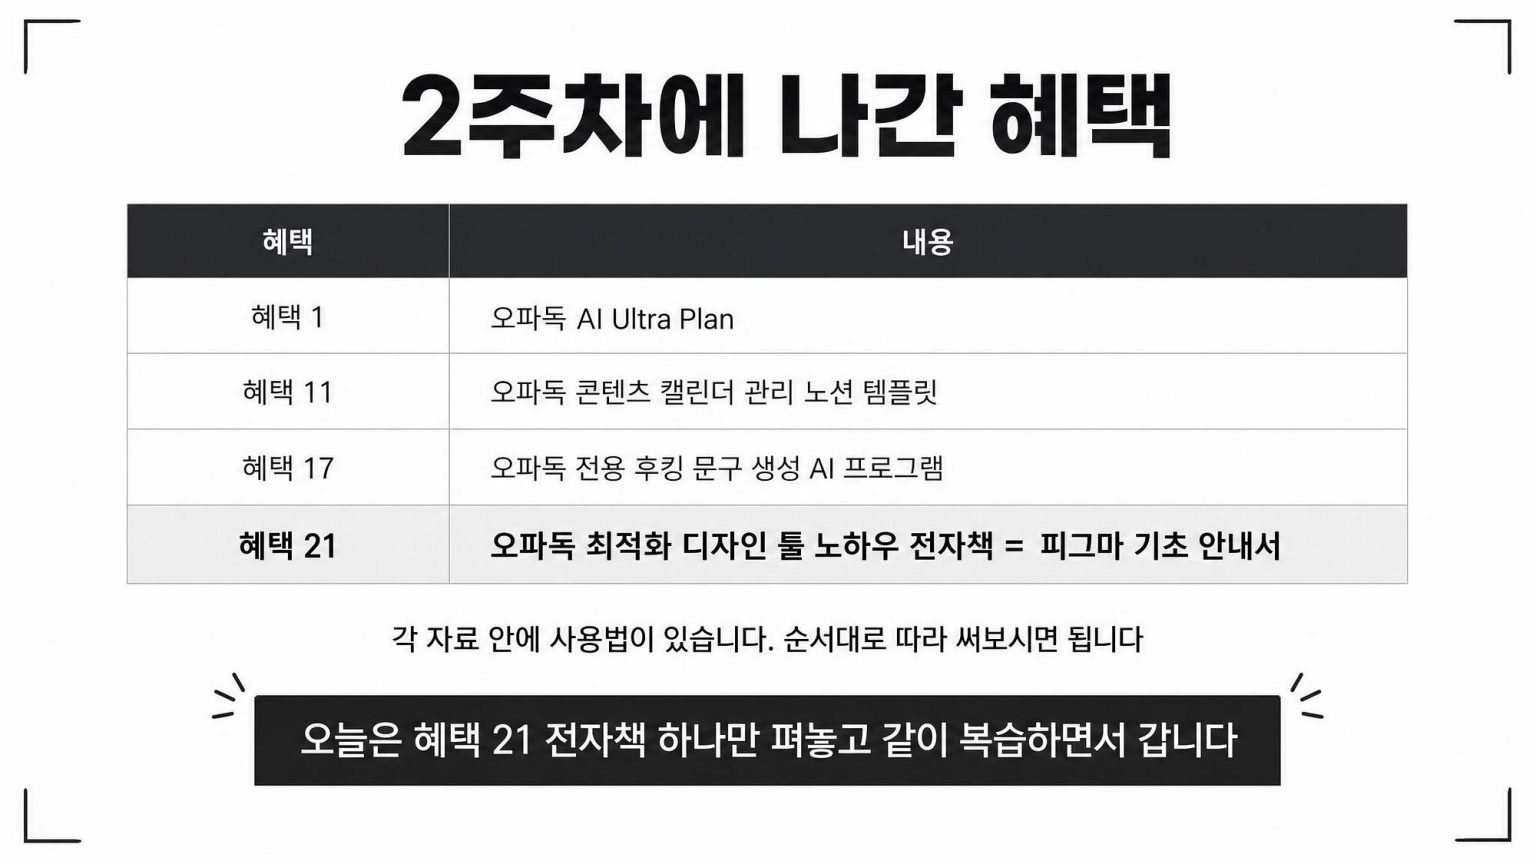 2주차에 나간 혜택
혜택 내용
혜택 1 오파독 AI Ultra Plan
혜택 11 오파독 콘텐츠 캘린더 관리 노션 템플릿
혜택 17 오파독 전용 후킹 문구 생성 AI 프로그램
혜택 21 오파독 최적화 디자인 툴 노하우 전자책 = 피그마 기초 안내서
각 자료 안에 사용법이 있습니다. 순서대로 따라 써보시면 됩니다
오늘은 혜택 21 전자책 하나만 펴놓고 같이 복습하면서 갑니다